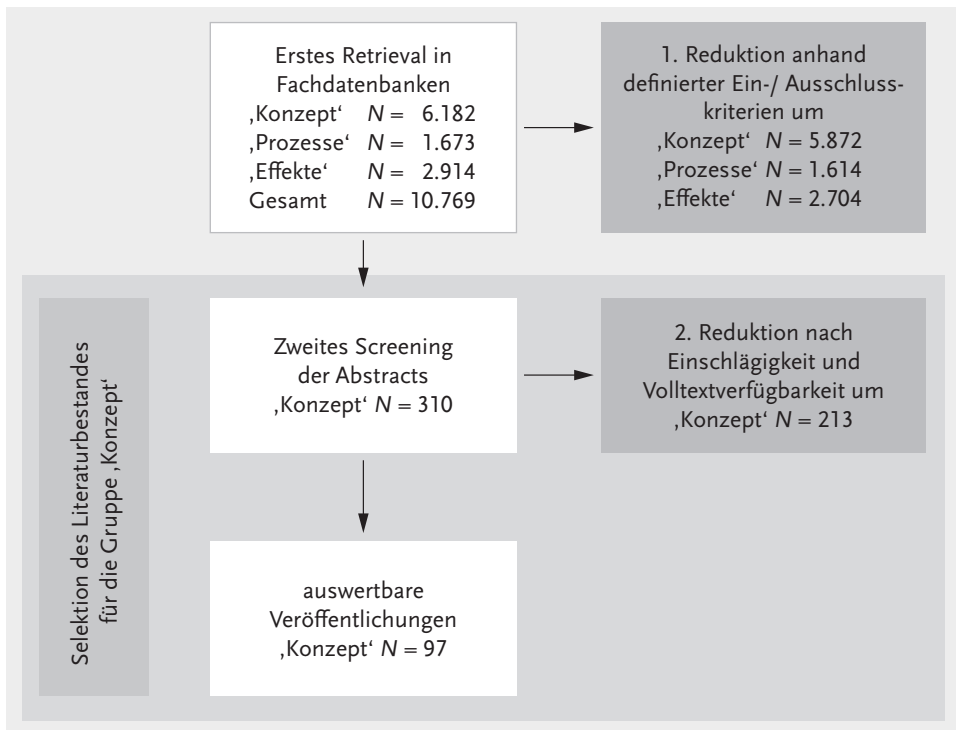 Erstes Retrieval in
Fachdatenbanken
‚Konzept‘ N = 6.182
‚Prozesse‘ N = 1.673
‚Effekte‘ N = 2.914
Gesamt N = 10.769
1. Reduktion anhand
definierter Ein-/ Ausschluss-
kriterien um
‚Konzept‘ N = 5.872
‚Prozesse‘ N = 1.614
‚Effekte‘ N = 2.704
Selektion des Literaturbestandes
für die Gruppe ‚Konzept‘
Zweites Screening
der Abstracts
‚Konzept‘ N = 310
2. Reduktion nach
Einschlägigkeit und
Volltextverfügbarkeit um
‚Konzept‘ N = 213
auswertbare
Veröffentlichungen
‚Konzept‘ N = 97